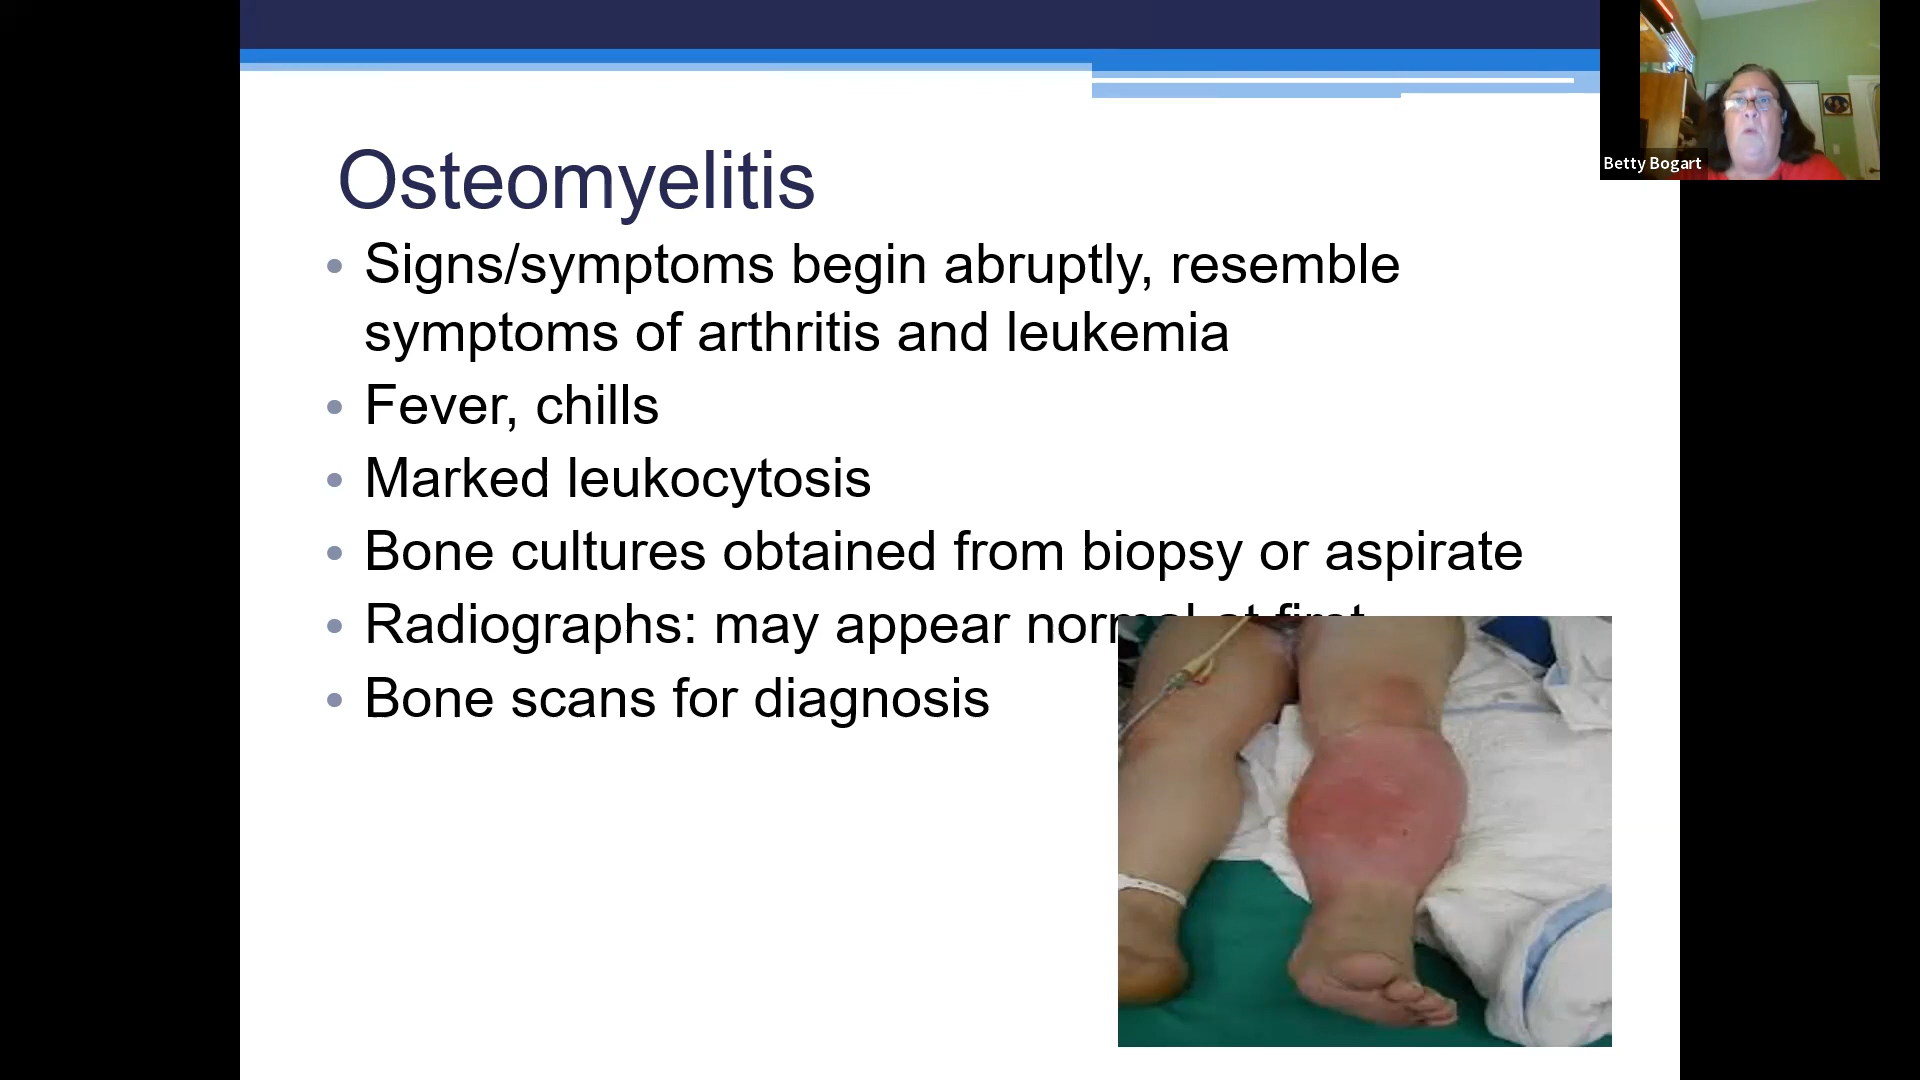 Osteomyelitis
• Signs/symptoms begin abruptly, resemble
symptoms of arthritis and leukemia
• Fever, chills
• Marked leukocytosis
• Bone cultures obtained from biopsy or aspirate
• Radiographs: may appear normal at first
• Bone scans for diagnosis
Betty Bogart